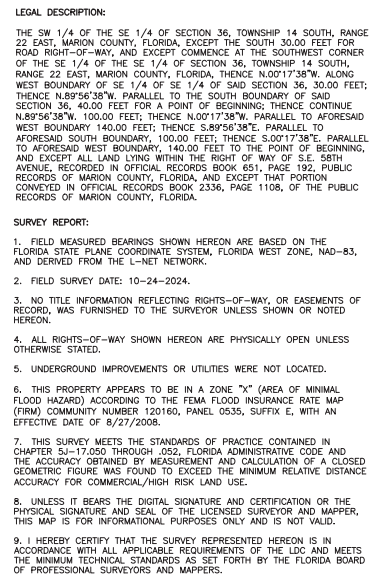 LEGAL DESCRIPTION:
THE SW 1/4 OF THE SE 1/4 OF SECTION 36, TOWNSHIP 14 SOUTH, RANGE
22 EAST, MARION COUNTY, FLORIDA, EXCEPT THE SOUTH 30.00 FEET FOR
ROAD RIGHT-OF-WAY, AND EXCEPT COMMENCE AT THE SOUTHWEST CORNER
OF THE SE 1/4 OF THE SE 1/4 OF SECTION 36, TOWNSHIP 14 SOUTH,
RANGE 22 EAST, MARION COUNTY, FLORIDA, THENCE N.00°17'38"W. ALONG
WEST BOUNDARY OF SE 1/4 OF SE 1/4 OF SAID SECTION 36, 30.00 FEET;
THENCE N.89°56'38"W. PARALLEL TO THE SOUTH BOUNDARY OF SAID
SECTION 36, 40.00 FEET FOR A POINT OF BEGINNING; THENCE CONTINUE
N.89°56'38"W. 100.00 FEET; THENCE N.00°17'38"W. PARALLEL TO AFORESAID
WEST BOUNDARY 140.00 FEET; THENCE S.89°56'38"E. PARALLEL TO
AFORESAID SOUTH BOUNDARY, 100.00 FEET; THENCE S.00°17'38"E. PARALLEL
TO AFORESAID WEST BOUNDARY, 140.00 FEET TO THE POINT OF BEGINNING,
AND EXCEPT ALL LAND LYING WITHIN THE RIGHT OF WAY OF S.E. 58TH
AVENUE, RECORDED IN OFFICIAL RECORDS BOOK 651, PAGE 192, PUBLIC
RECORDS OF MARION COUNTY, FLORIDA, AND EXCEPT THAT PORTION
CONVEYED IN OFFICIAL RECORDS BOOK 2336, PAGE 1108, OF THE PUBLIC
RECORDS OF MARION COUNTY, FLORIDA.
SURVEY REPORT:
1. FIELD MEASURED BEARINGS SHOWN HEREON ARE BASED ON THE
FLORIDA STATE PLANE COORDINATE SYSTEM, FLORIDA WEST ZONE, NAD-83,
AND DERIVED FROM THE L-NET NETWORK.
2. FIELD SURVEY DATE: 10-24-2024.
3. NO TITLE INFORMATION REFLECTING RIGHTS-OF-WAY, OR EASEMENTS OF
RECORD, WAS FURNISHED TO THE SURVEYOR UNLESS SHOWN OR NOTED
HEREON.
4. ALL RIGHTS-OF-WAY SHOWN HEREON ARE PHYSICALLY OPEN UNLESS
OTHERWISE STATED.
5. UNDERGROUND IMPROVEMENTS OR UTILITIES WERE NOT LOCATED.
6. THIS PROPERTY APPEARS TO BE IN A ZONE "X" (AREA OF MINIMAL
FLOOD HAZARD) ACCORDING TO THE FEMA FLOOD INSURANCE RATE MAP
(FIRM) COMMUNITY NUMBER 120160, PANEL 0535, SUFFIX E, WITH AN
EFFECTIVE DATE OF 8/27/2008.
7. THIS SURVEY MEETS THE STANDARDS OF PRACTICE CONTAINED IN
CHAPTER 5J-17.050 THROUGH .052, FLORIDA ADMINISTRATIVE CODE AND
THE ACCURACY OBTAINED BY MEASUREMENT AND CALCULATION OF A CLOSED
GEOMETRIC FIGURE WAS FOUND TO EXCEED THE MINIMUM RELATIVE DISTANCE
ACCURACY FOR COMMERCIAL/HIGH RISK LAND USE.
8. UNLESS IT BEARS THE DIGITAL SIGNATURE AND CERTIFICATION OR THE
PHYSICAL SIGNATURE AND SEAL OF THE LICENSED SURVEYOR AND MAPPER,
THIS MAP IS FOR INFORMATIONAL PURPOSES ONLY AND IS NOT VALID.
9. I HEREBY CERTIFY THAT THE SURVEY REPRESENTED HEREON IS IN
ACCORDANCE WITH ALL APPLICABLE REQUIREMENTS OF THE LDC AND MEETS
THE MINIMUM TECHNICAL STANDARDS AS SET FORTH BY THE FLORIDA BOARD
OF PROFESSIONAL SURVEYORS AND MAPPERS.